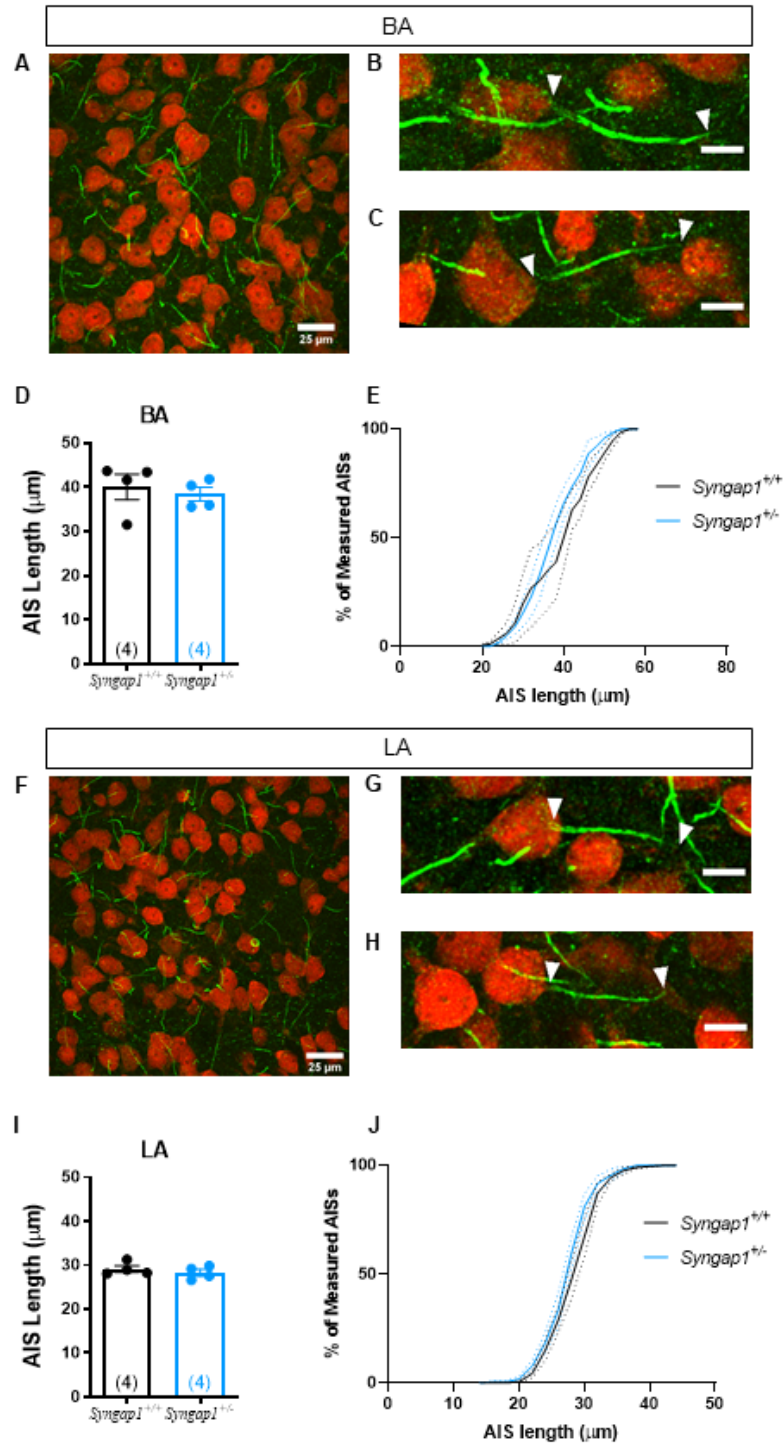 BA
A
B
25 µm
C
D
BA
AIS Length (µm)
50
40
30
20
10
0
(4)
(4)
Syngap1+/+
Syngap1+/-
E
% of Measured AISs
100
50
0
0
20
40
60
80
AIS length (µm)
Syngap1+/+
Syngap1+/-
LA
F
G
25 µm
H
I
LA
AIS Length (µm)
50
40
30
20
10
0
(4)
(4)
Syngap1+/+
Syngap1+/-
J
% of Measured AISs
100
50
0
0
10
20
30
40
50
AIS length (µm)
Syngap1+/+
Syngap1+/-